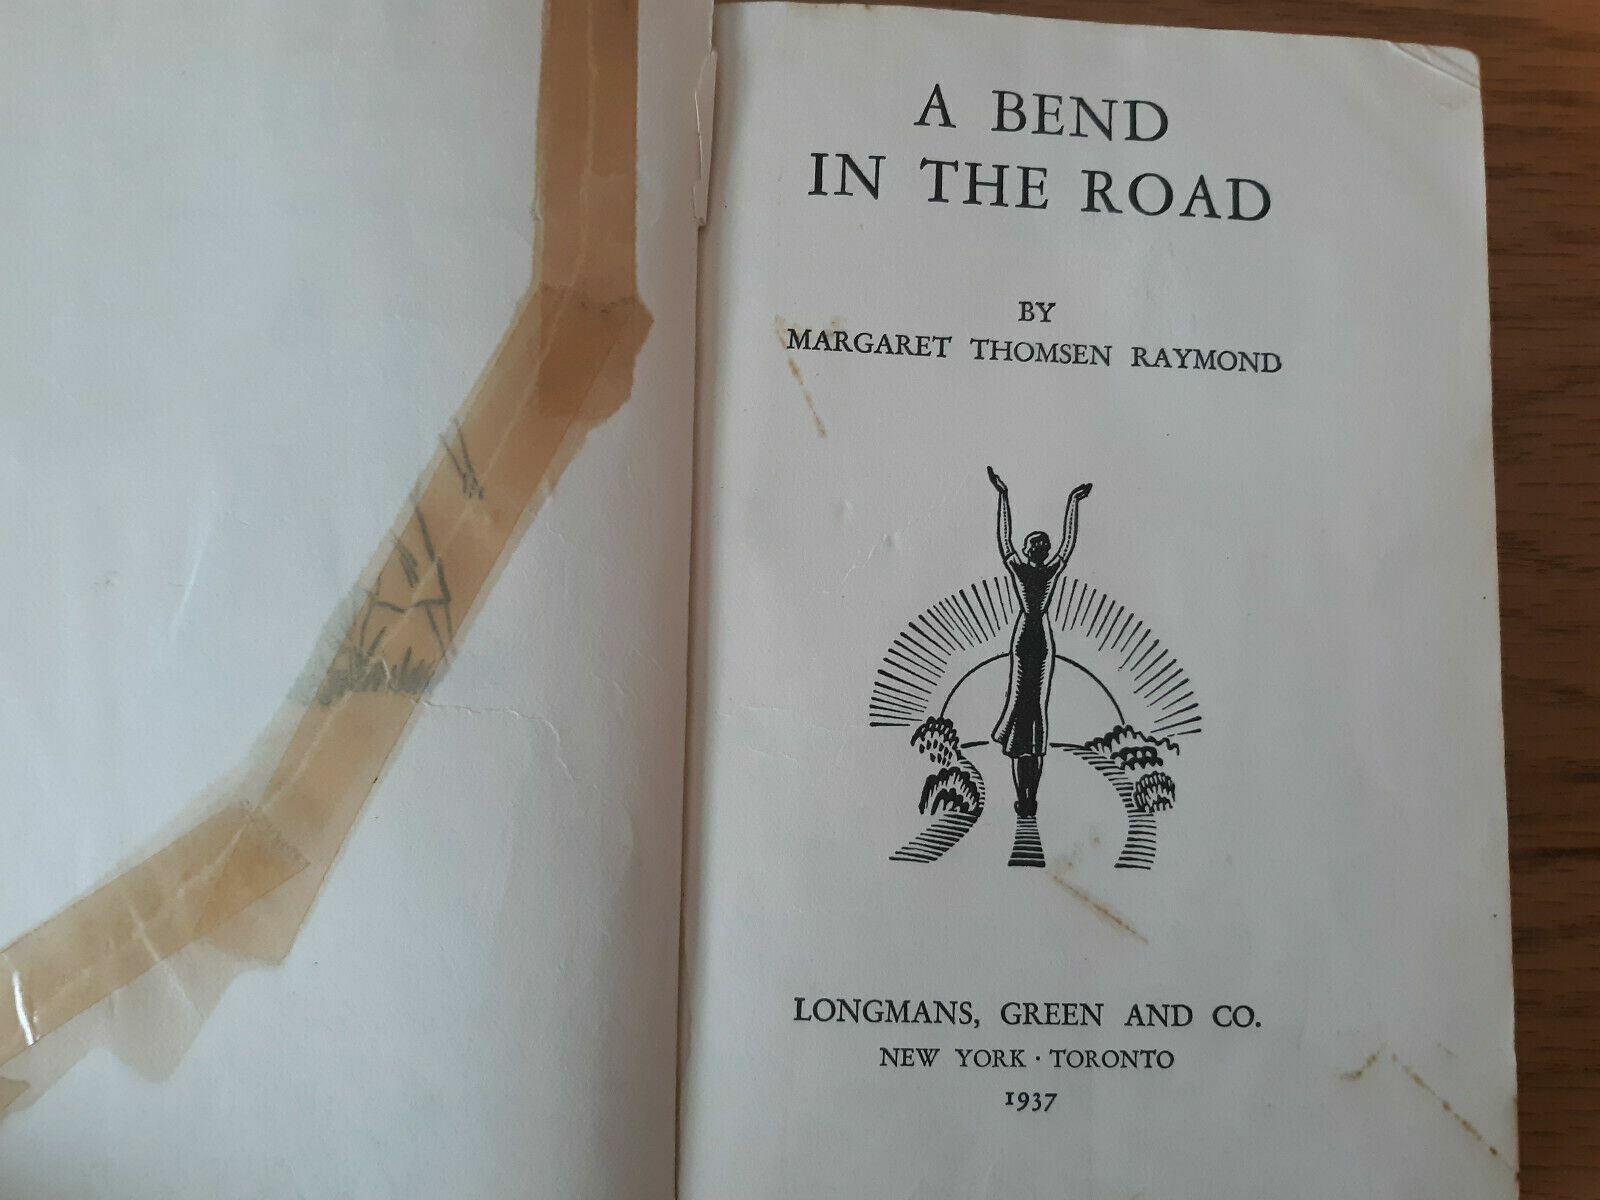 A BEND
IN THE ROAD
BY
MARGARET THOMSEN RAYMOND
LONGMANS, GREEN AND CO.
NEW YORK · TORONTO
1937